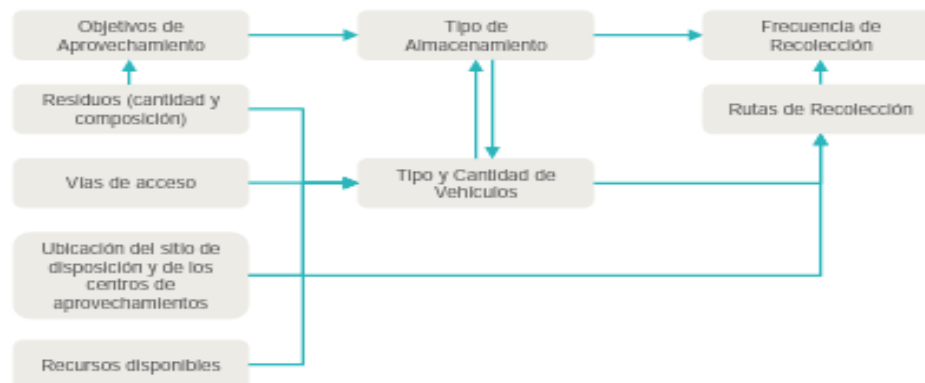 Objetivos de
Aprovechamiento
Tipo de
Almacenamiento
Frecuencia de
Recolección
Residuos (cantidad y
composición)
Rutas de Recolección
Vías de acceso
Tipo y Cantidad de
Vehículos
Ubicación del sitio de
disposición y de los
centros de
aprovechamientos
Recursos disponibles